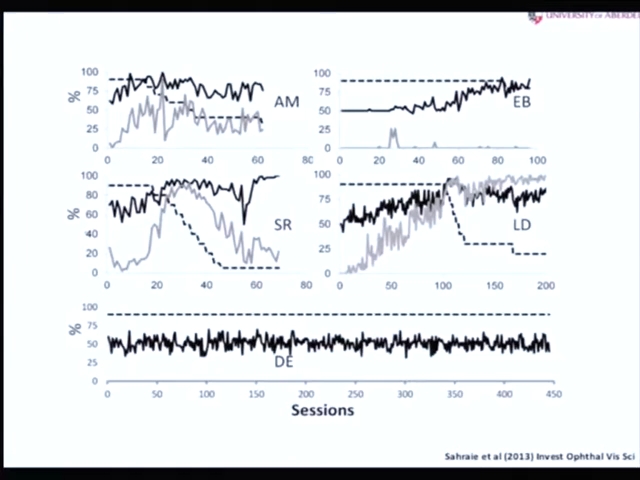 UNIVERSITY OF ABERDE
100
75
50
25
0
%
AM
0 20 40 60 80
100
75
50
25
0
EB
0 20 40 60 80 100
100
80
60
40
20
0
%
SR
0 20 40 60 80
100
75
50
25
0
LD
0 50 100 150 200
100
75
50
25
0
%
DE
0 50 100 150 200 250 300 350 400 450
Sessions
Sahraie et al (2013) Invest Ophthal Vis Sci